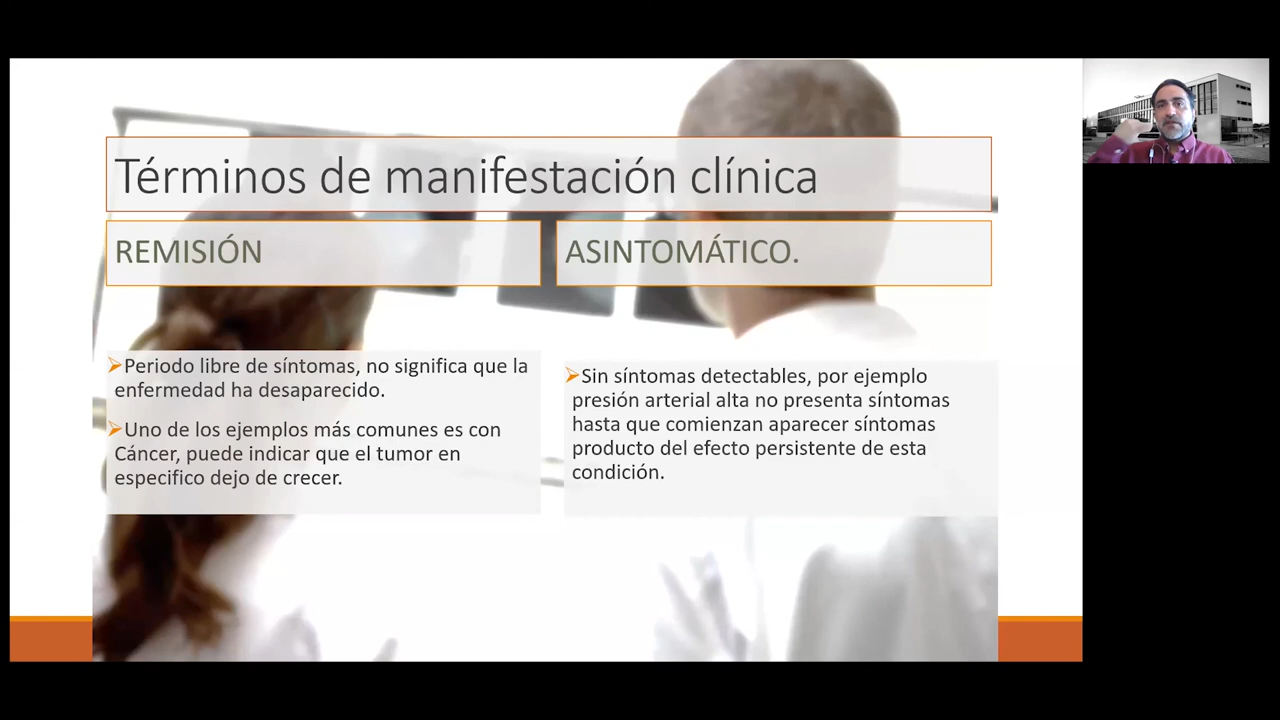 Términos de manifestación clínica
REMISIÓN
ASINTOMÁTICO.
Periodo libre de síntomas, no significa que la
enfermedad ha desaparecido.
Uno de los ejemplos más comunes es con
Cáncer, puede indicar que el tumor en
especifico dejo de crecer.
Sin síntomas detectables, por ejemplo
presión arterial alta no presenta síntomas
hasta que comienzan aparecer síntomas
producto del efecto persistente de esta
condición.